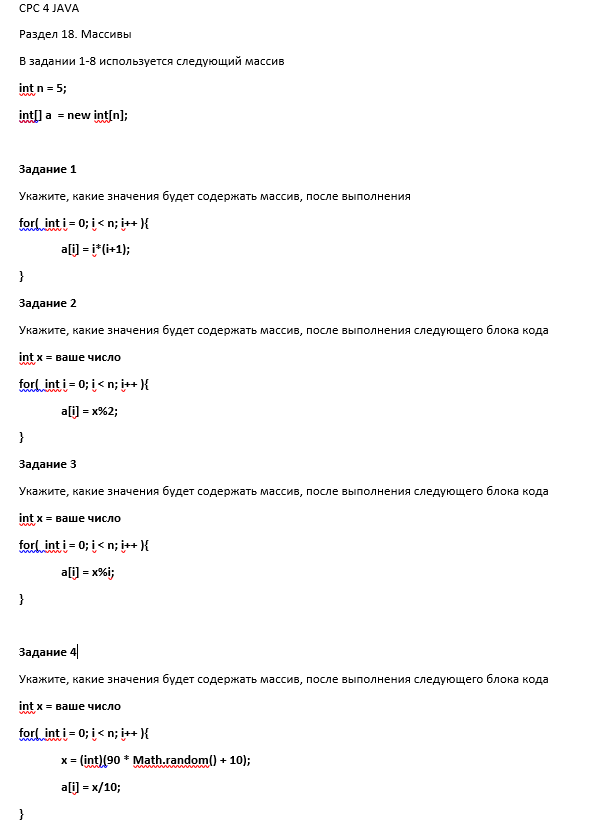 СРС 4 JAVA
Раздел 18. Массивы
В задании 1-8 используется следующий массив
int n = 5;
int[] a  = new int[n];
Задание 1
Укажите, какие значения будет содержать массив, после выполнения
for(  int i = 0; i < n; i++ ){
a[i] = i*(i+1);
}
Задание 2
Укажите, какие значения будет содержать массив, после выполнения следующего блока кода
int x = ваше число
for(  int i = 0; i < n; i++ ){
a[i] = x%2;
}
Задание 3
Укажите, какие значения будет содержать массив, после выполнения следующего блока кода
int x = ваше число
for(  int i = 0; i < n; i++ ){
a[i] = x%i;
}
Задание 4
Укажите, какие значения будет содержать массив, после выполнения следующего блока кода
int x = ваше число
for(  int i = 0; i < n; i++ ){
x = (int)(90 * Math.random() + 10);
a[i] = x/10;
}